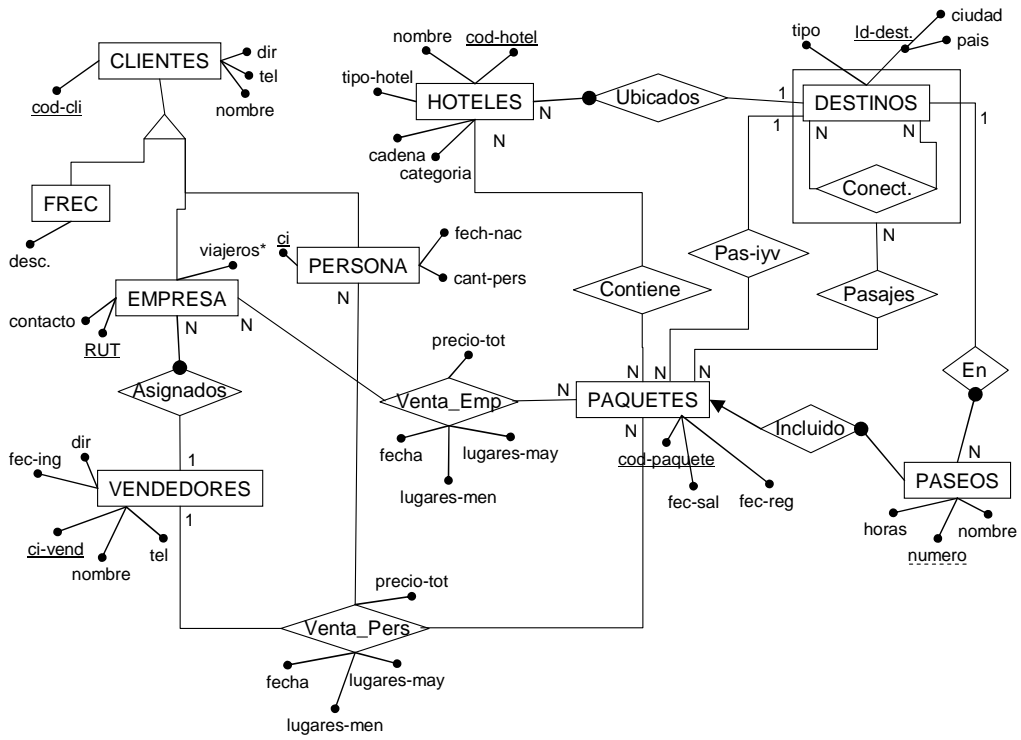 ciudad
nombre
cod-hotel
tipo
Id-dest.
pais
dir
CLIENTES
tel
tipo-hotel
cod-cli
nombre
HOTELES
N
Ubicados
1
DESTINOS
1
1
N
N
N
cadena
categoria
Conect.
FREC
desc.
viajeros*
ci
fech-nac
PERSONA
cant-pers
N
Pas-iyv
N
EMPRESA
Contiene
Pasajes
contacto
RUT
N
N
precio-tot
Asignados
Venta_Emp
N
N
N
N
En
PAQUETES
N
Incluido
fecha
lugares-may
lugares-men
cod-paquete
fec-sal
fec-reg
N
PASEOS
horas
nombre
numero
dir
fec-ing
1
VENDEDORES
1
ci-vend
nombre
tel
precio-tot
Venta_Pers
fecha
lugares-may
lugares-men